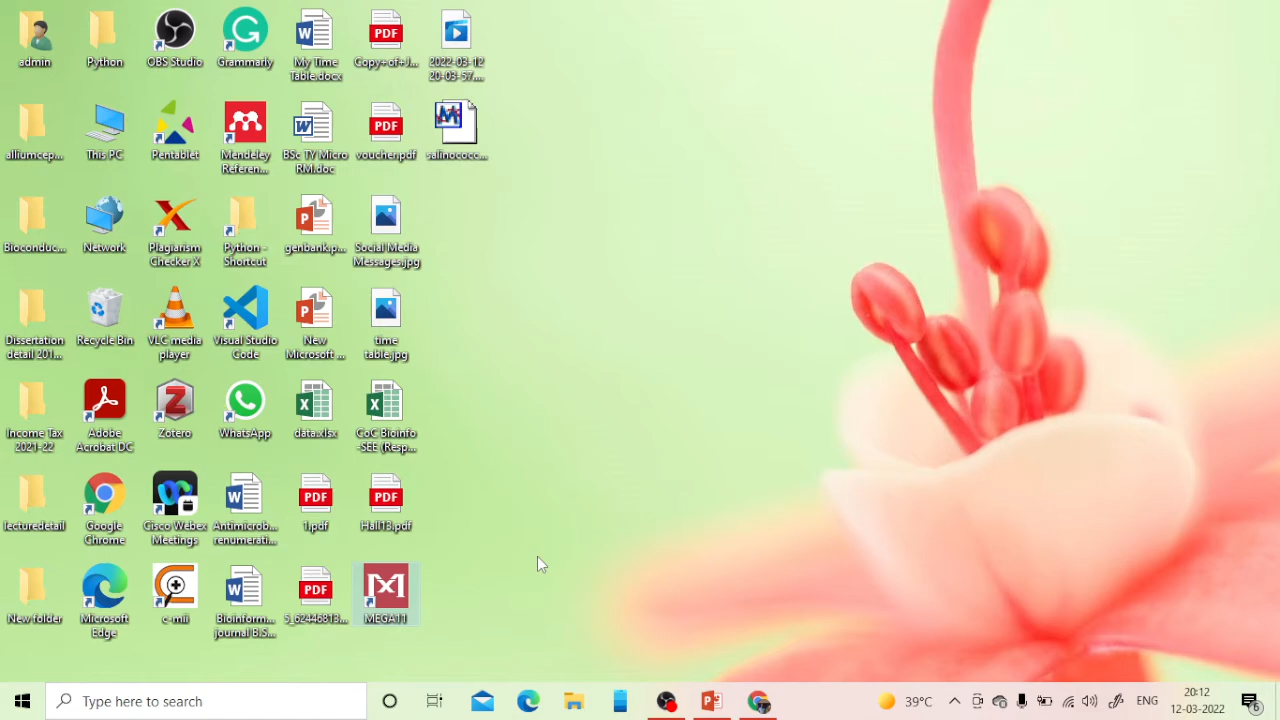 admin
Python
OBS Studio
Grammarly
My Time
Table.docx
Copy+of+J...
2022-03-12
20-03-57....
alliumcep...
This PC
Pentablet
Mendeley
Referen...
BSc TY Micro
RM.doc
voucher.pdf
salinococc...
Bioconduc...
Network
Plagiarism
Checker X
Python -
Shortcut
genbank.p...
Social Media
Messages.jpg
Dissertation
detail 201...
Recycle Bin
VLC media
player
Visual Studio
Code
New
Microsoft ...
time
table.jpg
Income Tax
2021-22
Adobe
Acrobat DC
Zotero
WhatsApp
data.xlsx
CoC Bioinfo
-SEE (Resp...
lecturedetail
Google
Chrome
Cisco Webex
Meetings
Antimicrob...
renumerati...
1.pdf
Hall13.pdf
New folder
Microsoft
Edge
c-mii
Bioinform...
journal B.S...
5_62446813...
MEGA11
PDF
PDF
PDF
PDF
PDF
Type here to search
39°C
ENG
20:12
12-03-2022
6